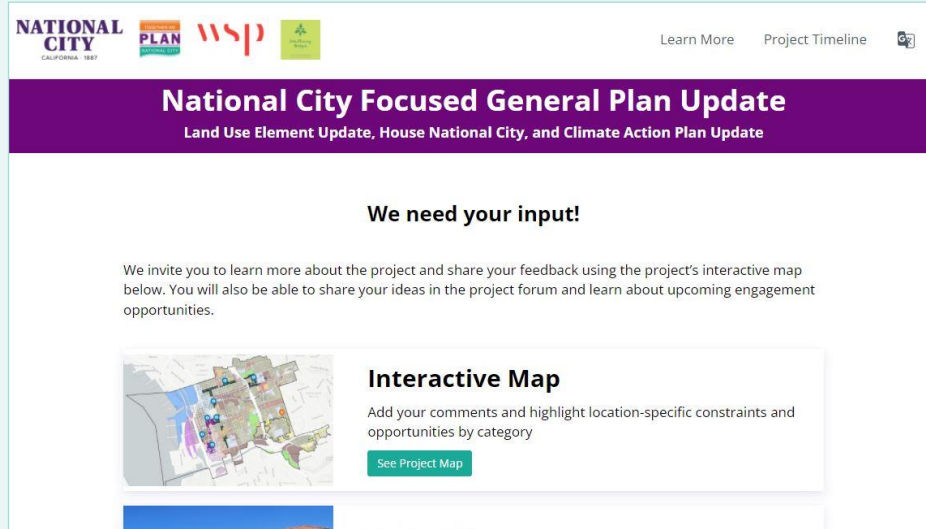 NATIONAL
CITY
CALIFORNIA · 1887
PLAN
NATIONAL CITY
wsp
Learn More
Project Timeline
National City Focused General Plan Update
Land Use Element Update, House National City, and Climate Action Plan Update
We need your input!
We invite you to learn more about the project and share your feedback using the project's interactive map
below. You will also be able to share your ideas in the project forum and learn about upcoming engagement
opportunities.
Interactive Map
Add your comments and highlight location-specific constraints and
opportunities by category
See Project Map